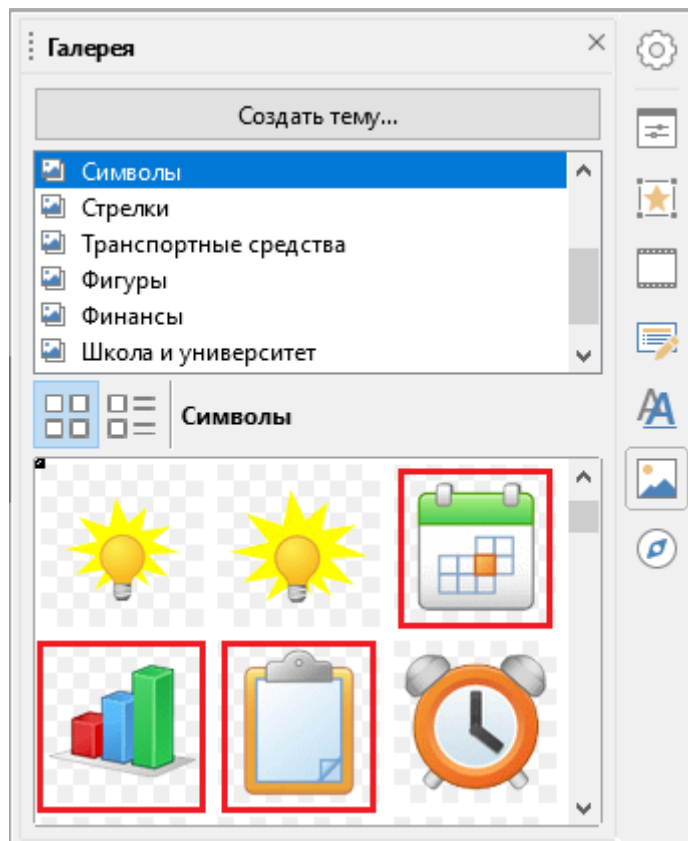 Галерея
Создать тему...
Символы
Стрелки
Транспортные средства
Фигуры
Финансы
Школа и университет
Символы